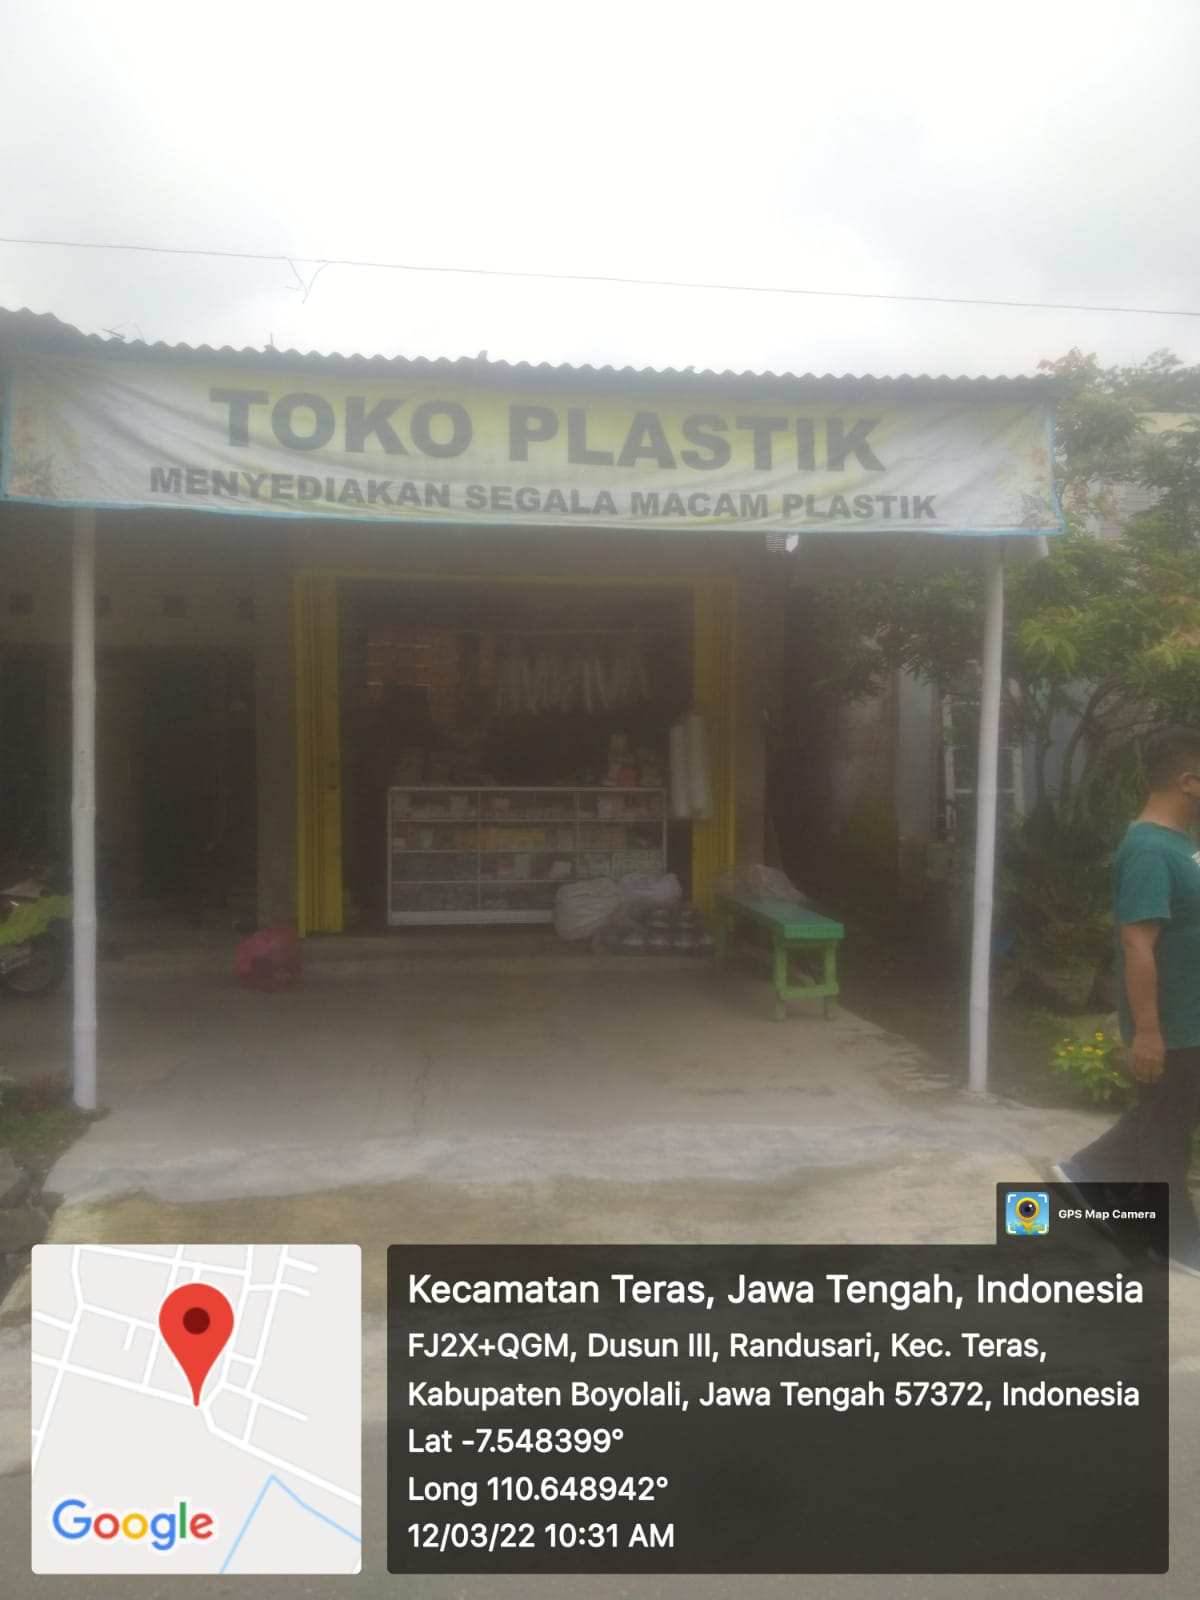 TOKO PLASTIK
MENYEDIAKAN SEGALA MACAM PLASTIK
GPS Map Camera
Kecamatan Teras, Jawa Tengah, Indonesia
FJ2X+QGM, Dusun III, Randusari, Kec. Teras,
Kabupaten Boyolali, Jawa Tengah 57372, Indonesia
Lat -7.548399°
Long 110.648942°
12/03/22 10:31 AM
Google